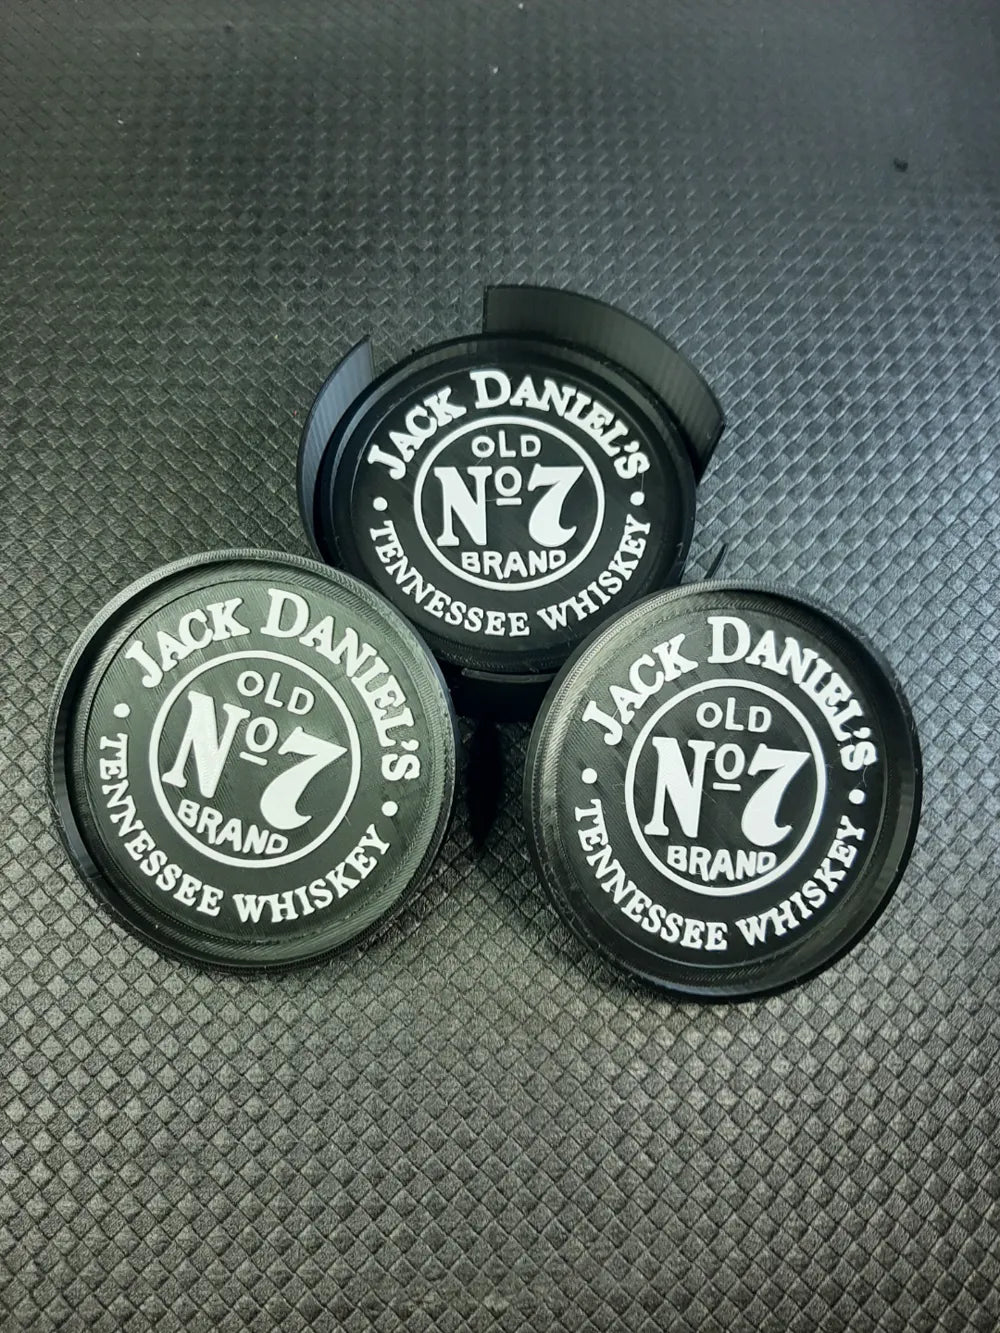 JACK DANIEL'S
OLD
Nº7
BRAND
• TENNESSEE WHISKEY •
JACK DANIEL'S
OLD
Nº7
BRAND
• TENNESSEE WHISKEY •
JACK DANIEL'S
OLD
Nº7
BRAND
• TENNESSEE WHISKEY •